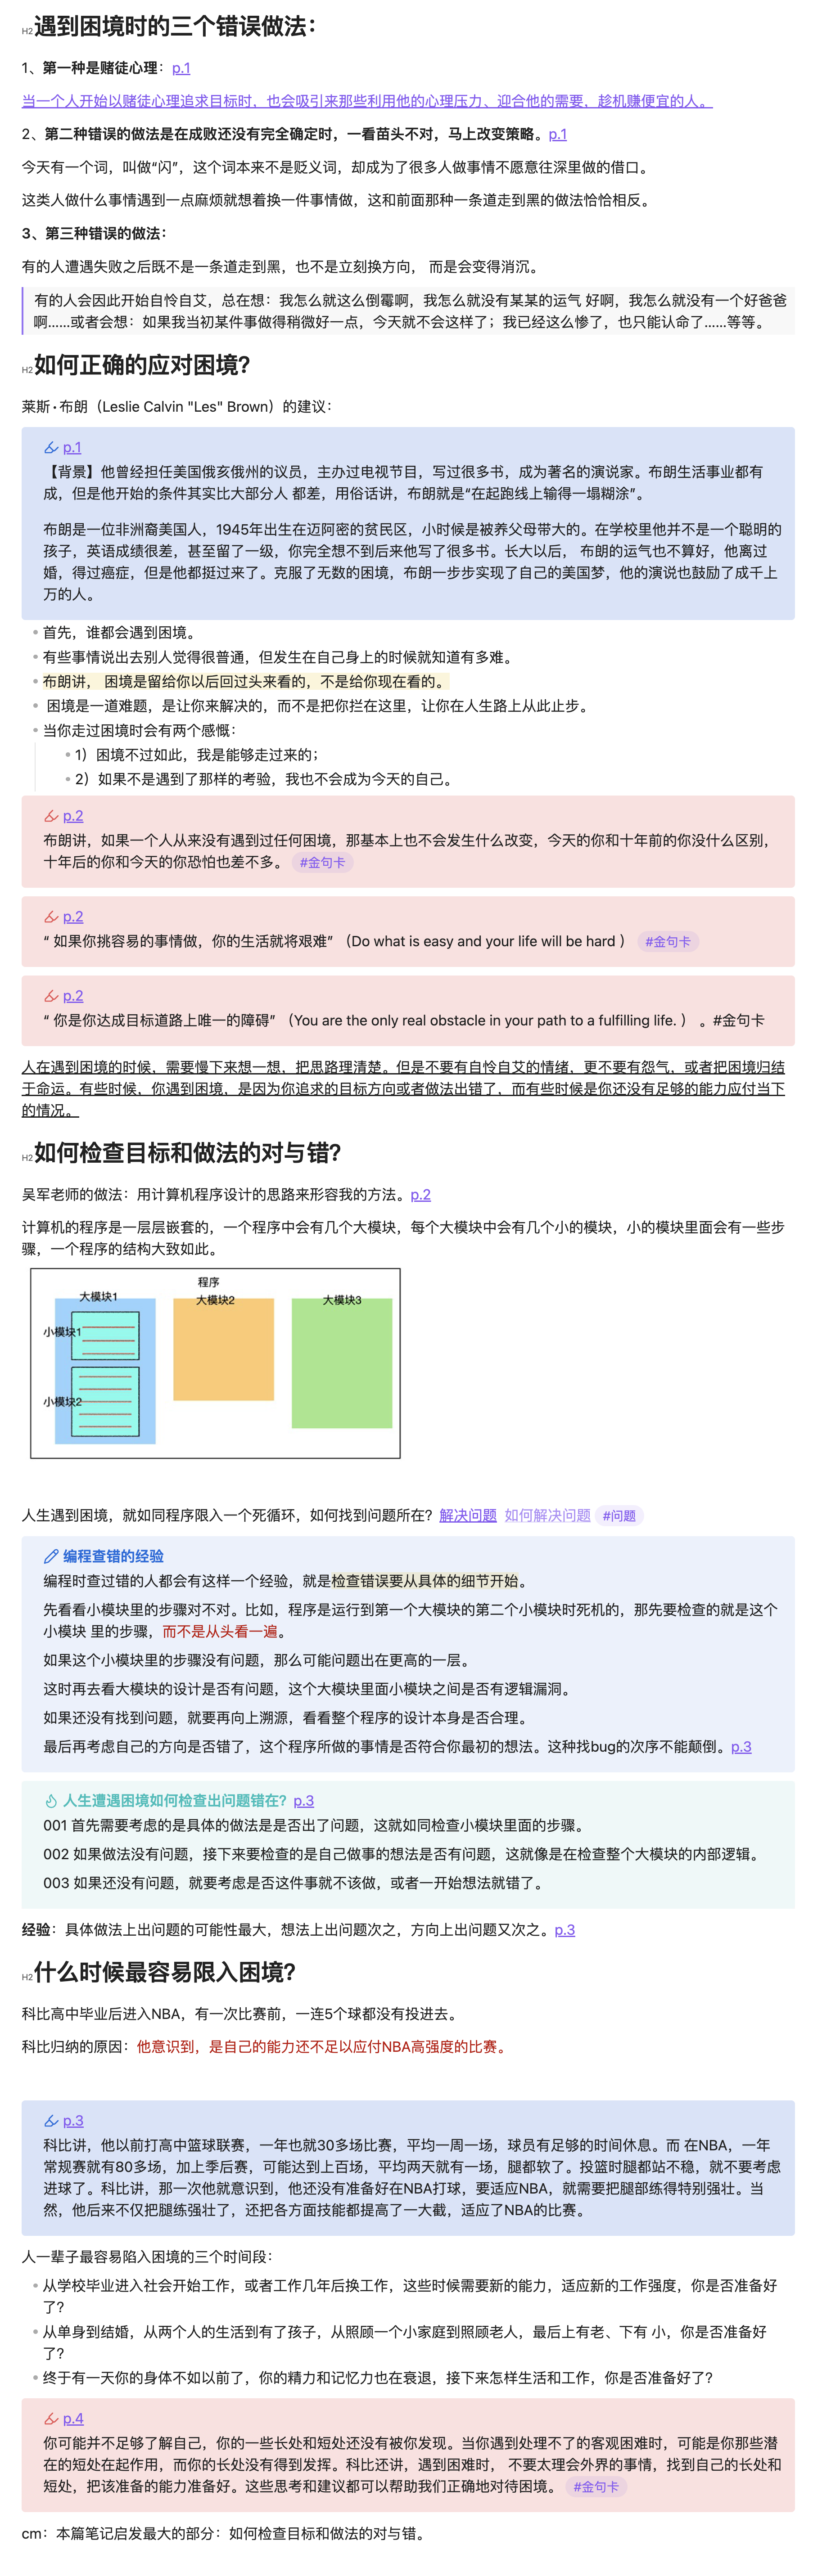 H2 遇到困境时的三个错误做法：
1、第一种是赌徒心理：p.1
当一个人开始以赌徒心理追求目标时，也会吸引来那些利用他的心理压力、迎合他的需要，趁机赚便宜的人。
2、第二种错误的做法是在成败还没有完全确定时，一看苗头不对，马上改变策略。p.1
今天有一个词，叫做“闪”，这个词本来不是贬义词，却成为了很多人做事情不愿意往深里做的借口。
这类人做什么事情遇到一点麻烦就想着换一件事情做，这和前面那种一条道走到黑的做法恰恰相反。
3、第三种错误的做法：
有的人遭遇失败之后既不是一条道走到黑，也不是立刻换方向， 而是会变得消沉。
有的人会因此开始自怜自艾，总在想：我怎么就这么倒霉啊，我怎么就没有某某的运气 好啊，我怎么就没有一个好爸爸
啊……或者会想：如果我当初某件事做得稍微好一点，今天就不会这样了；我已经这么惨了，也只能认命了……等等。
H2 如何正确的应对困境?
莱斯·布朗（Leslie Calvin "Les" Brown）的建议：
p.1
【背景】他曾经担任美国俄亥俄州的议员，主办过电视节目，写过很多书，成为著名的演说家。布朗生活事业都有
成，但是他开始的条件其实比大部分人 都差，用俗话讲，布朗就是“在起跑线上输得一塌糊涂”。
布朗是一位非洲裔美国人，1945年出生在迈阿密的贫民区，小时候是被养父母带大的。在学校里他并不是一个聪明的
孩子，英语成绩很差，甚至留了一级，你完全想不到后来他写了很多书。长大以后， 布朗的运气也不算好，他离过
婚，得过癌症，但是他都挺过来了。克服了无数的困境，布朗一步步实现了自己的美国梦，他的演说也鼓励了成千上
万的人。
首先，谁都会遇到困境。
有些事情说出去别人觉得很普通，但发生在自己身上的时候就知道有多难。
布朗讲， 困境是留给你以后回过头来看的，不是给你现在看的。
困境是一道难题，是让你来解决的，而不是把你拦在这里，让你在人生路上从此止步。
当你走过困境时会有两个感慨：
1）困境不过如此，我是能够走过来的；
2）如果不是遇到了那样的考验，我也不会成为今天的自己。
p.2
布朗讲，如果一个人从来没有遇到过任何困境，那基本上也不会发生什么改变，今天的你和十年前的你没什么区别，
十年后的你和今天的你恐怕也差不多。 #金句卡
p.2
“ 如果你挑容易的事情做，你的生活就将艰难” （Do what is easy and your life will be hard ） #金句卡
p.2
“ 你是你达成目标道路上唯一的障碍” （You are the only real obstacle in your path to a fulfilling life. ） 。#金句卡
人在遇到困境的时候，需要慢下来想一想，把思路理清楚。但是不要有自怜自艾的情绪，更不要有怨气，或者把困境归结
于命运。有些时候，你遇到困境，是因为你追求的目标方向或者做法出错了，而有些时候是你还没有足够的能力应付当下
的情况。
H2 如何检查目标和做法的对与错?
吴军老师的做法：用计算机程序设计的思路来形容我的方法。p.2
计算机的程序是一层层嵌套的，一个程序中会有几个大模块，每个大模块中会有几个小的模块，小的模块里面会有一些步
骤，一个程序的结构大致如此。
程序
大模块1
大模块2
大模块3
小模块1
小模块2
人生遇到困境，就如同程序限入一个死循环，如何找到问题所在? 解决问题 如何解决问题 #问题
编程查错的经验
编程时查过错的人都会有这样一个经验，就是检查错误要从具体的细节开始。
先看看小模块里的步骤对不对。比如，程序是运行到第一个大模块的第二个小模块时死机的，那先要检查的就是这个
小模块 里的步骤，而不是从头看一遍。
如果这个小模块里的步骤没有问题，那么可能问题出在更高的一层。
这时再去看大模块的设计是否有问题，这个大模块里面小模块之间是否有逻辑漏洞。
如果还没有找到问题，就要再向上溯源，看看整个程序的设计本身是否合理。
最后再考虑自己的方向是否错了，这个程序所做的事情是否符合你最初的想法。这种找bug的次序不能颠倒。p.3
人生遭遇困境如何检查出问题错在? p.3
001 首先需要考虑的是具体的做法是是否出了问题，这就如同检查小模块里面的步骤。
002 如果做法没有问题，接下来要检查的是自己做事的想法是否有问题，这就像是在检查整个大模块的内部逻辑。
003 如果还没有问题，就要考虑是否这件事就不该做，或者一开始想法就错了。
经验：具体做法上出问题的可能性最大，想法上出问题次之，方向上出问题又次之。p.3
H2 什么时候最容易限入困境?
科比高中毕业后进入NBA，有一次比赛前，一连5个球都没有投进去。
科比归纳的原因：他意识到，是自己的能力还不足以应付NBA高强度的比赛。
p.3
科比讲，他以前打高中篮球联赛，一年也就30多场比赛，平均一周一场，球员有足够的时间休息。而 在NBA，一年
常规赛就有80多场，加上季后赛，可能达到上百场，平均两天就有一场，腿都软了。投篮时腿都站不稳，就不要考虑
进球了。科比讲，那一次他就意识到，他还没有准备好在NBA打球，要适应NBA，就需要把腿部练得特别强壮。当
然，他后来不仅把腿练强壮了，还把各方面技能都提高了一大截，适应了NBA的比赛。
人一辈子最容易陷入困境的三个时间段：
从学校毕业进入社会开始工作，或者工作几年后换工作，这些时候需要新的能力，适应新的工作强度，你是否准备好
了?
从单身到结婚，从两个人的生活到有了孩子，从照顾一个小家庭到照顾老人，最后上有老、下有 小，你是否准备好
了?
终于有一天你的身体不如以前了，你的精力和记忆力也在衰退，接下来怎样生活和工作，你是否准备好了?
p.4
你可能并不足够了解自己，你的一些长处和短处还没有被你发现。当你遇到处理不了的客观困难时，可能是你那些潜
在的短处在起作用，而你的长处没有得到发挥。科比还讲，遇到困难时， 不要太理会外界的事情，找到自己的长处和
短处，把该准备的能力准备好。这些思考和建议都可以帮助我们正确地对待困境。 #金句卡
cm：本篇笔记启发最大的部分：如何检查目标和做法的对与错。